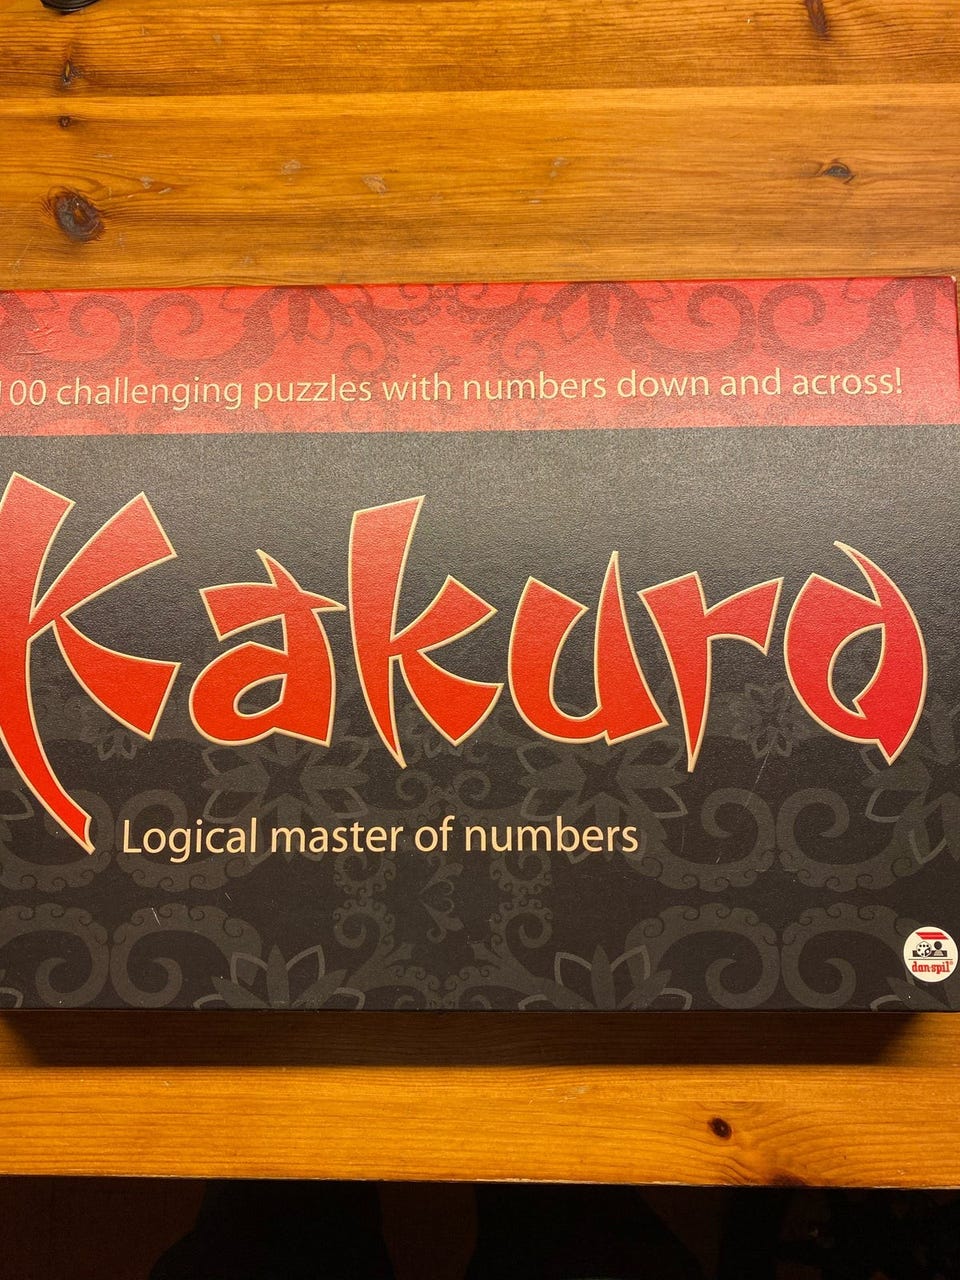 100 challenging puzzles with numbers down and across!
Kakuro
Logical master of numbers
dan-spil®